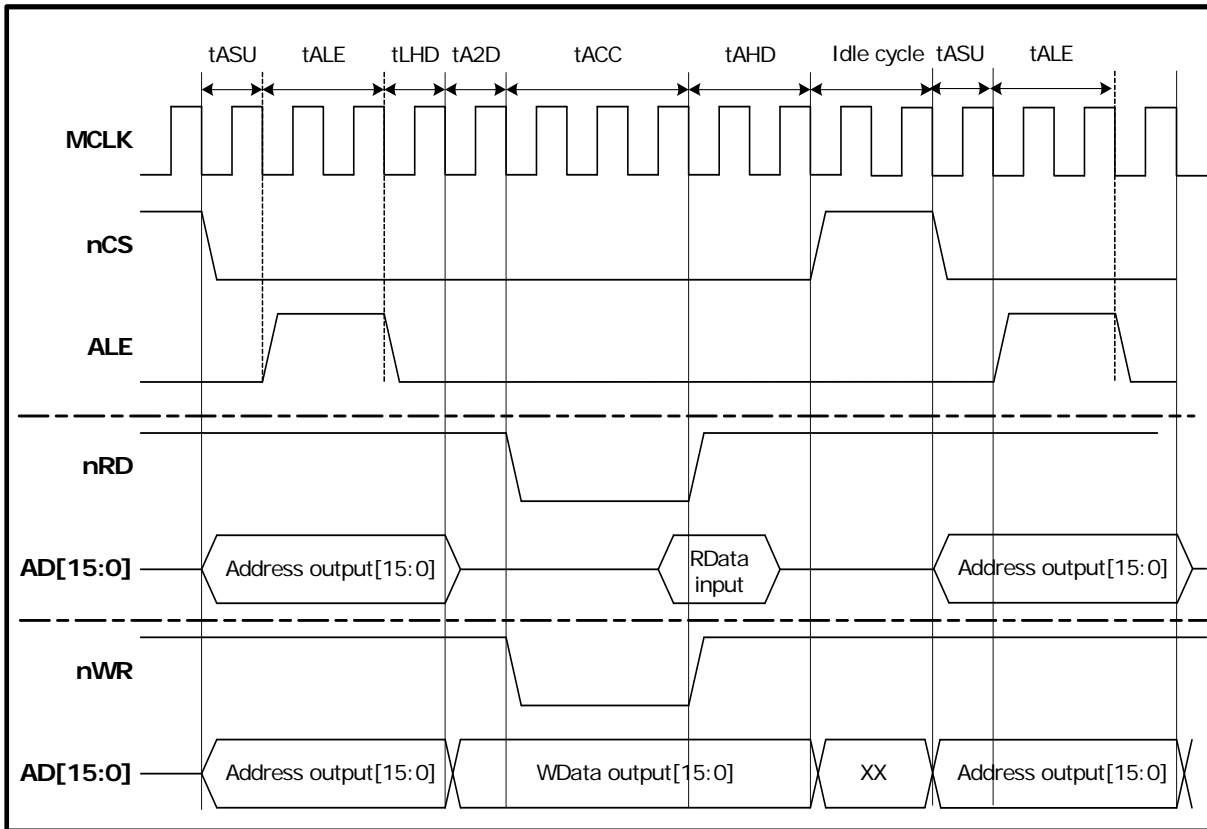 tASU tALE tLHD tA2D tACC tAHD Idle cycle tASU tALE
MCLK
nCS
ALE
nRD
AD[15:0] Address output[15:0] RData input Address output[15:0]
nWR
AD[15:0] Address output[15:0] WData output[15:0] XX Address output[15:0]